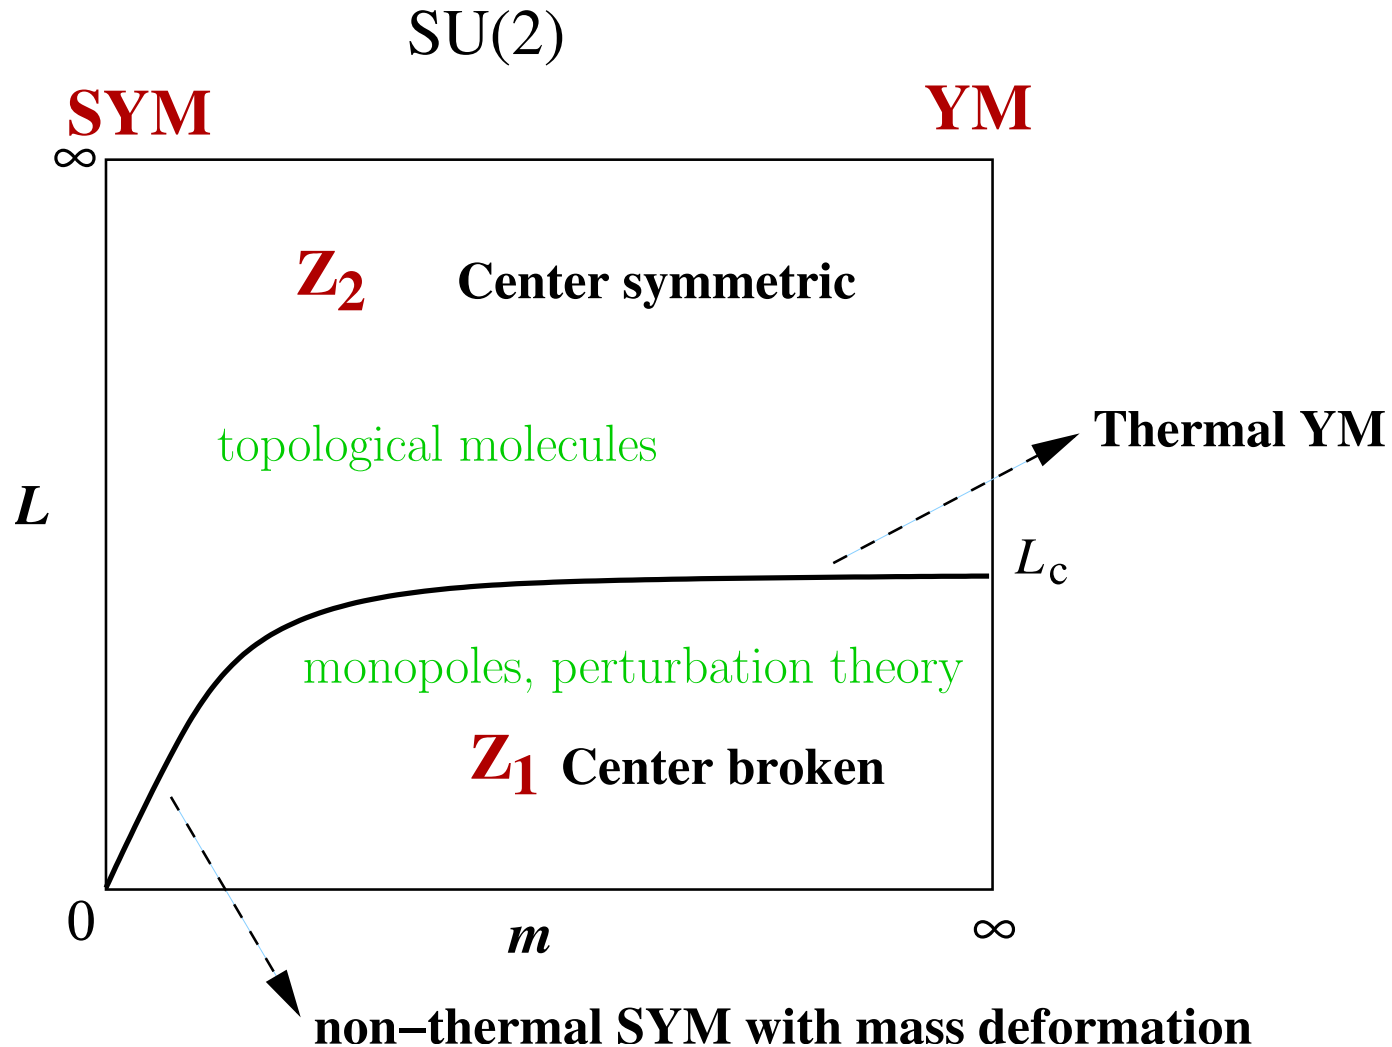 SU(2)
SYM
YM
∞
Z2 Center symmetric
Thermal YM
topological molecules
L
Lc
monopoles, perturbation theory
Z1 Center broken
0
m
∞
non−thermal SYM with mass deformation